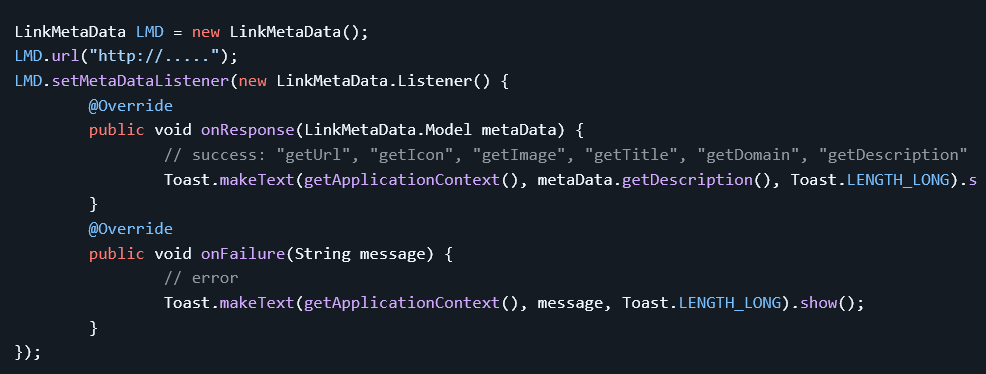 LinkMetaData LMD = new LinkMetaData();
LMD.url("http://.....");
LMD.setMetaDataListener(new LinkMetaData.Listener() {
        @Override
        public void onResponse(LinkMetaData.Model metaData) {
                // success: "getUrl", "getIcon", "getImage", "getTitle", "getDomain", "getDescription"
                Toast.makeText(getApplicationContext(), metaData.getDescription(), Toast.LENGTH_LONG).s
        }
        @Override
        public void onFailure(String message) {
                // error
                Toast.makeText(getApplicationContext(), message, Toast.LENGTH_LONG).show();
        }
});